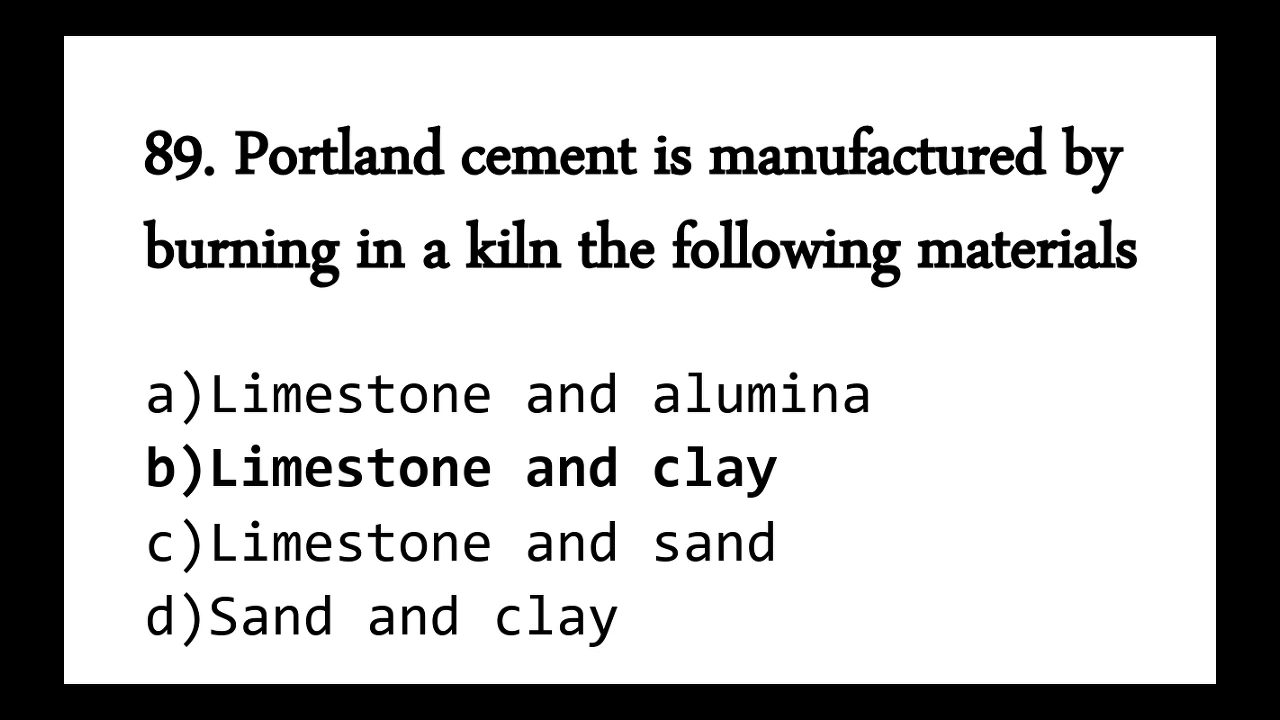 89. Portland cement is manufactured by
burning in a kiln the following materials
a)Limestone and alumina
b)Limestone and clay
c)Limestone and sand
d)Sand and clay